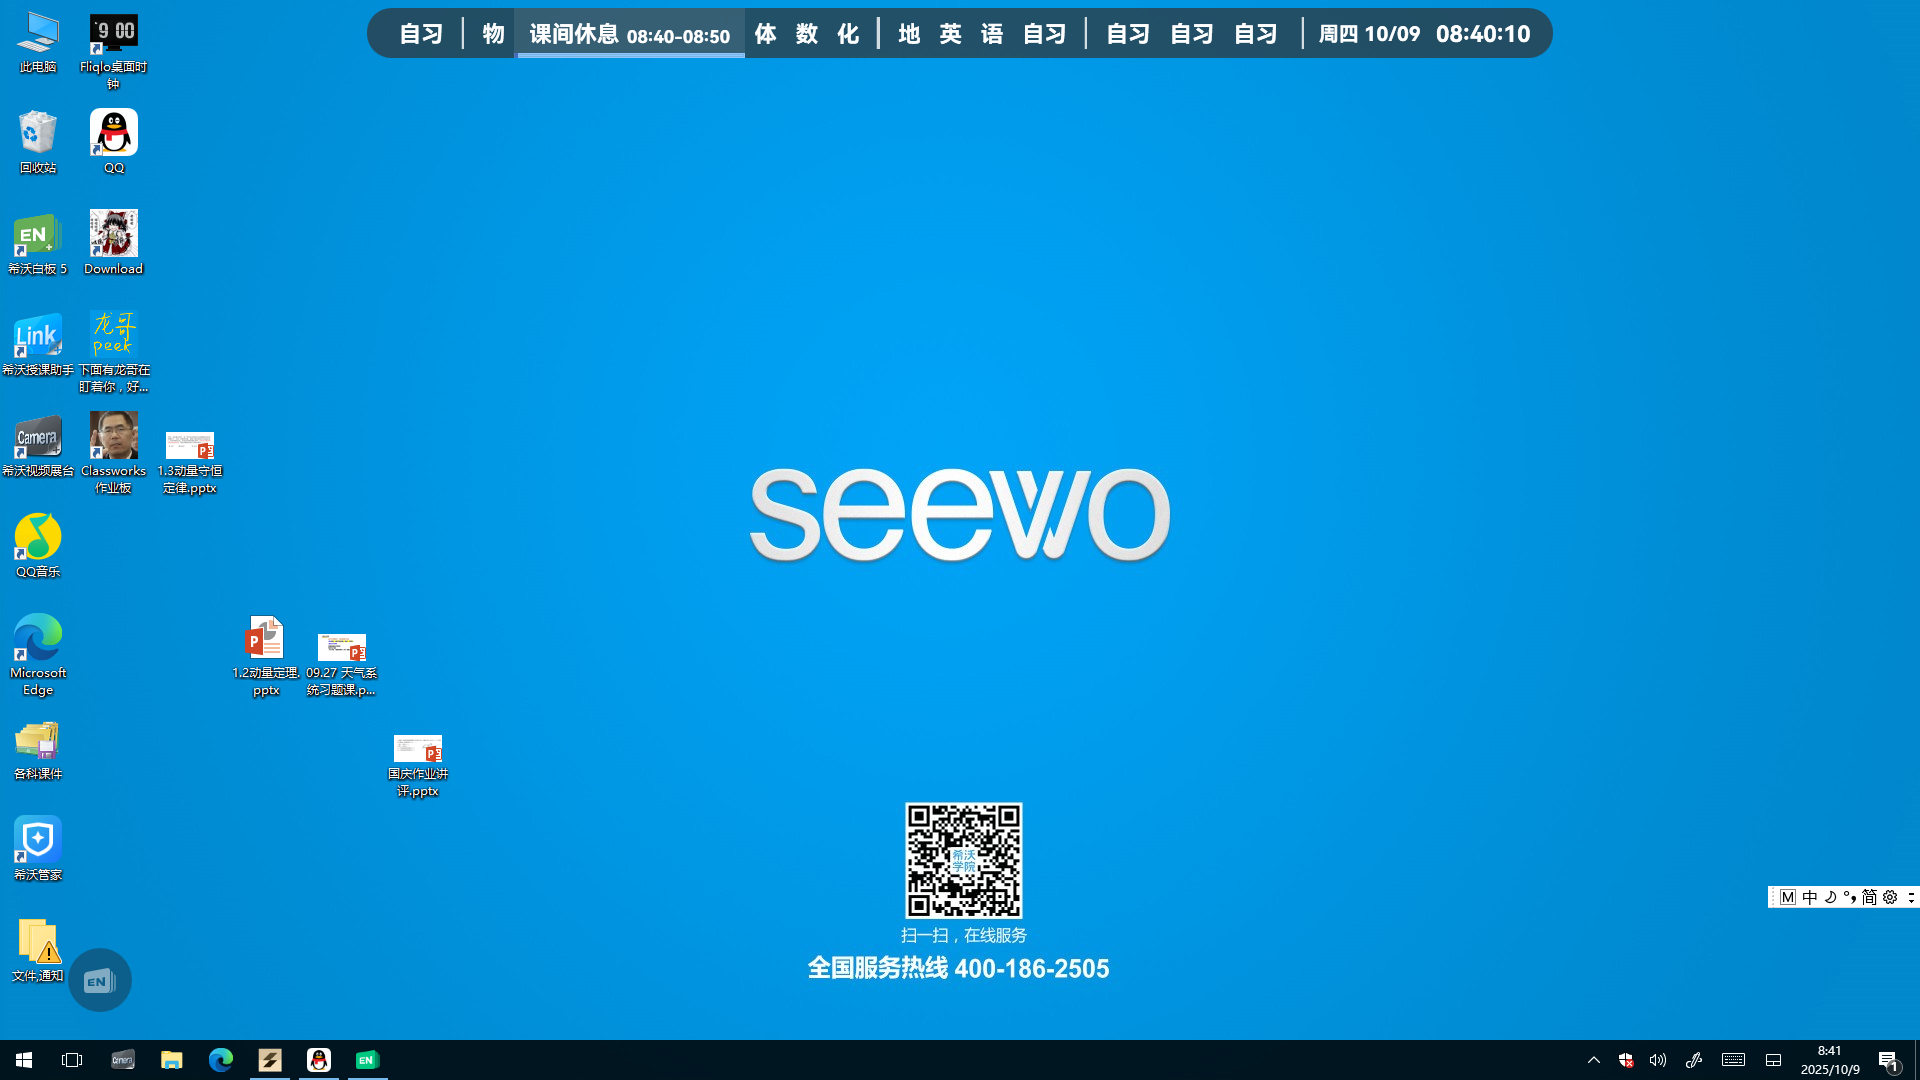 自习 物 课间休息 08:40-08:50 体 数 化 地 英 语 自习 自习 自习 自习 周四 10/09 08:40:10
此电脑
9 00
Fliqlo桌面时
钟
回收站
QQ
EN
希沃白板 5
Download
Link
希沃授课助手
龙哥
peek
下面有龙哥在
盯着你，好...
Camera
希沃视频展台
Classworks
作业板
1.3动量守恒
定律.pptx
QQ音乐
seewo
Microsoft
Edge
1.2动量定理.
pptx
09.27 天气系
统习题课.p...
各科课件
国庆作业讲
评.pptx
希沃管家
希沃
学院
扫一扫，在线服务
全国服务热线 400-186-2505
文件,通知
EN
M 中 简
Camera
EN
8:41
2025/10/9
1